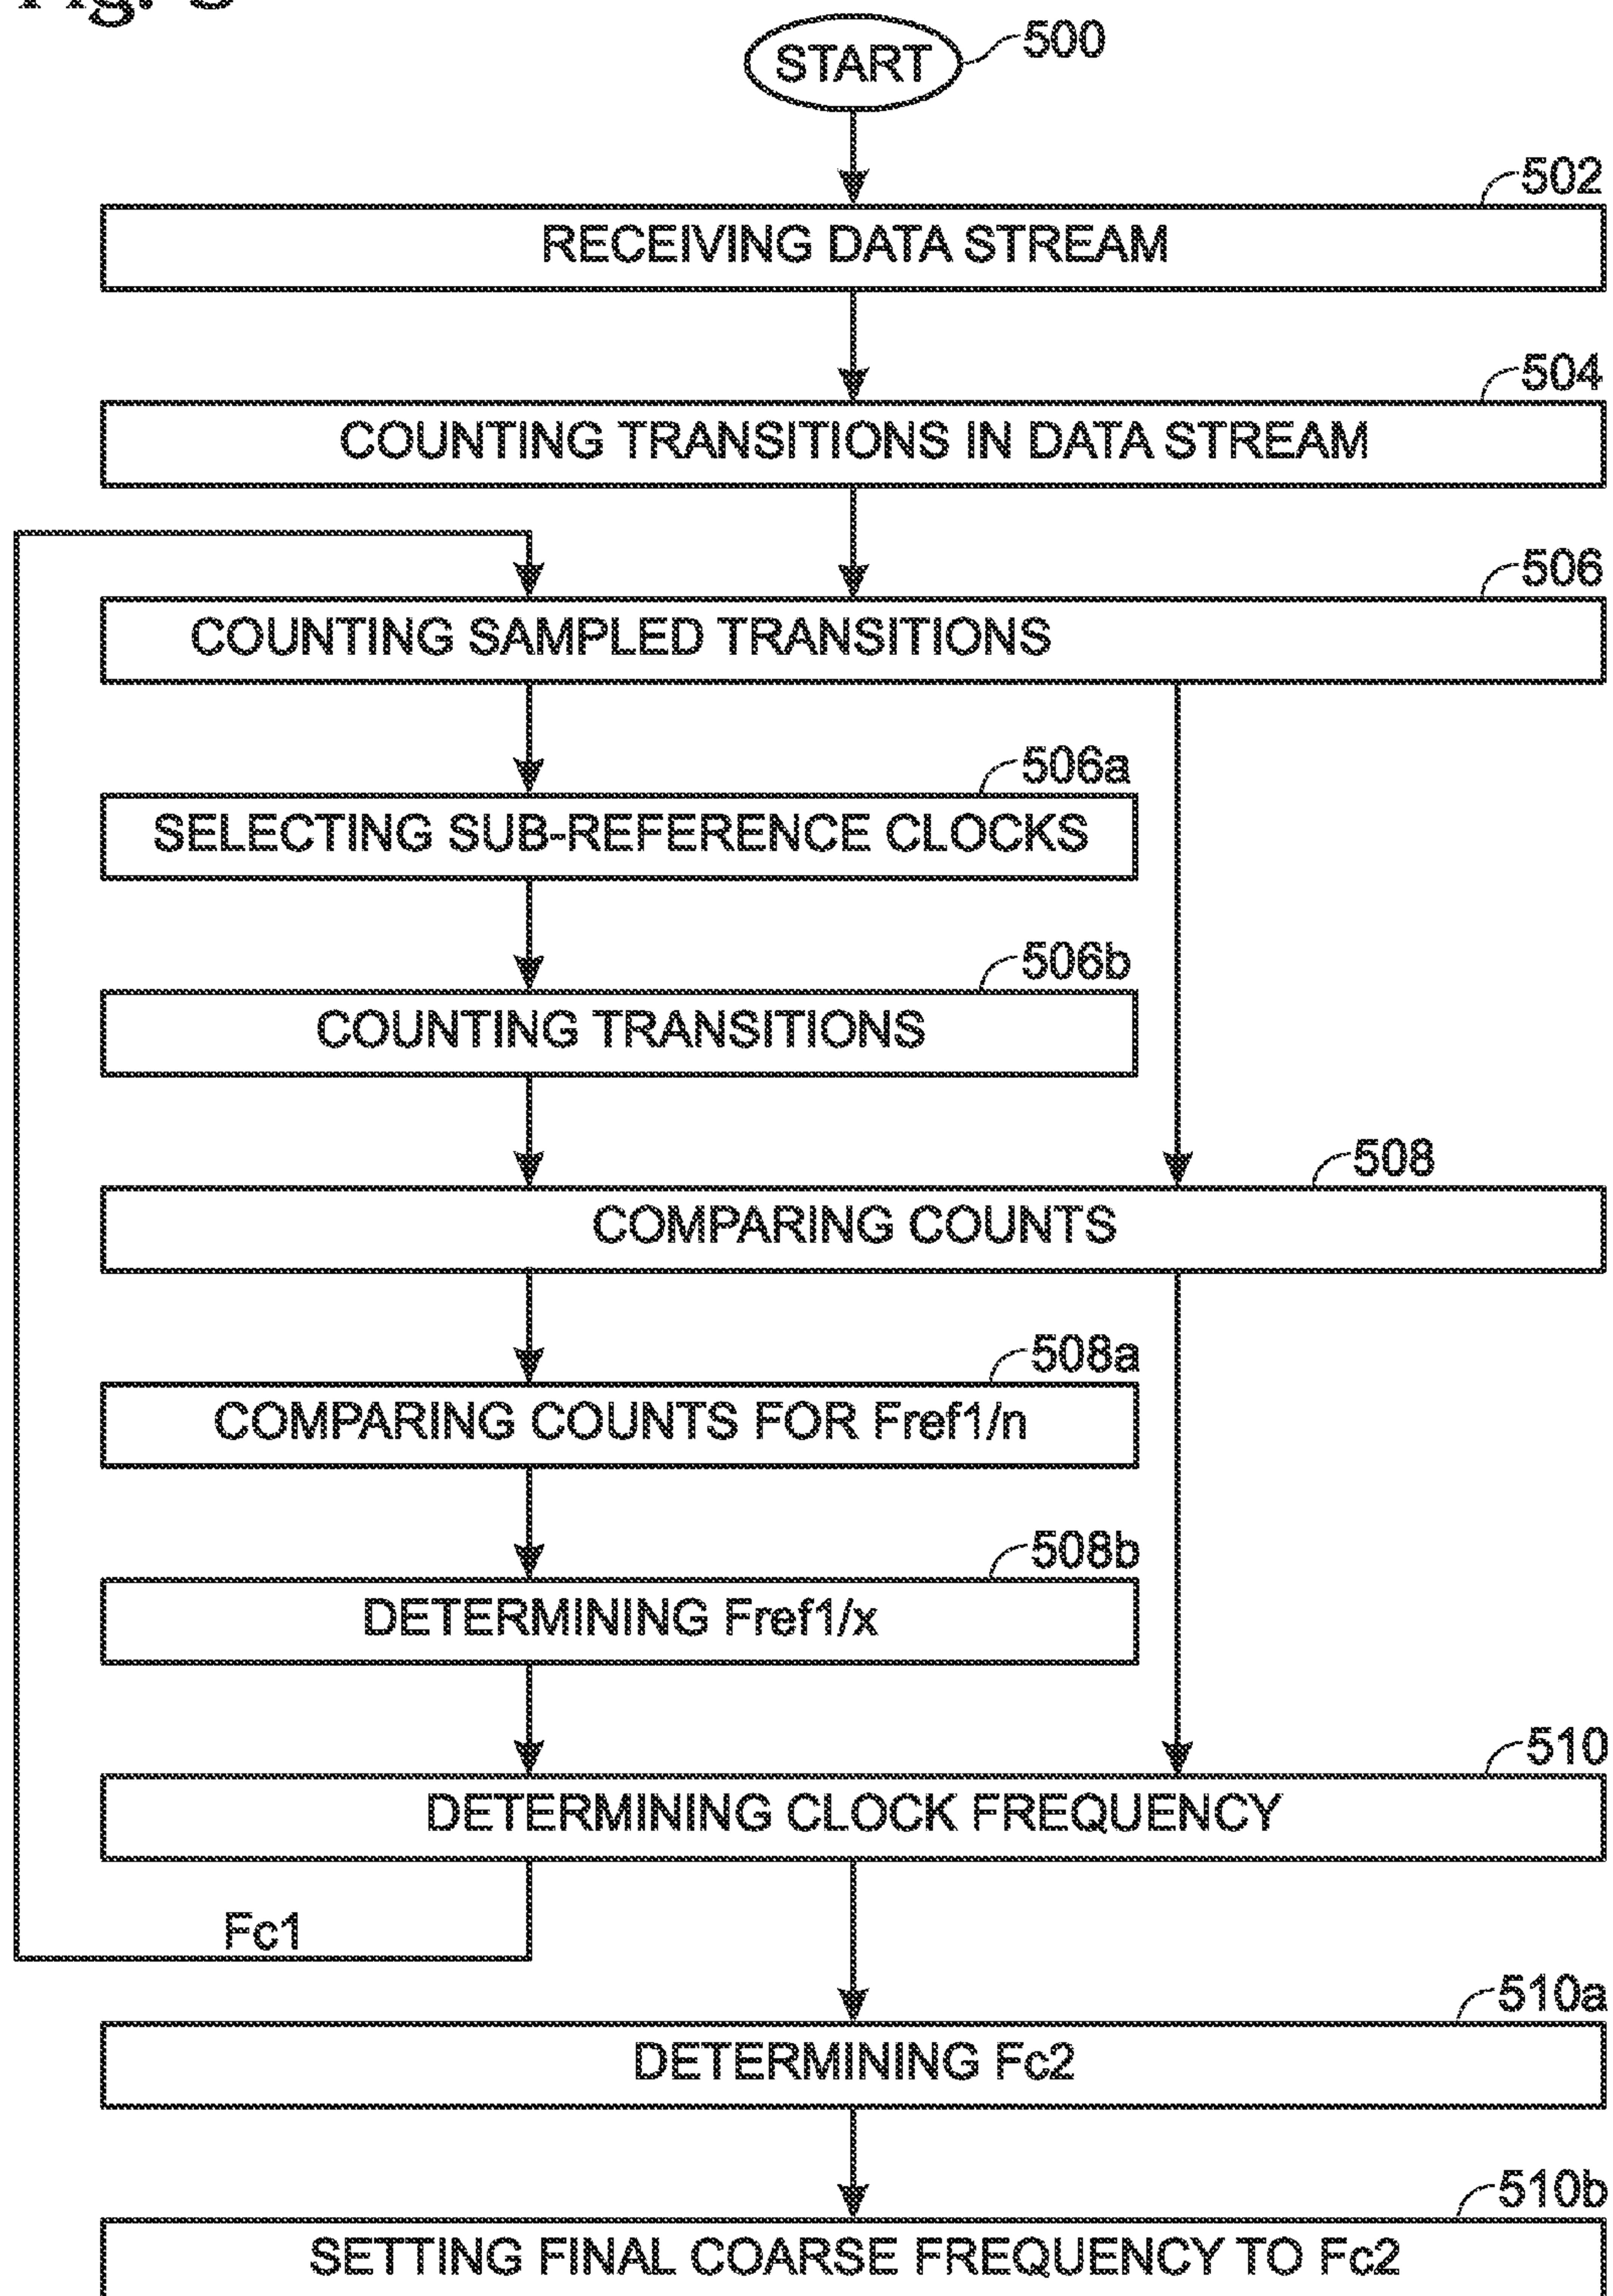 START
500
502
RECEIVING DATA STREAM
504
COUNTING TRANSITIONS IN DATA STREAM
506
COUNTING SAMPLED TRANSITIONS
506a
SELECTING SUB-REFERENCE CLOCKS
506b
COUNTING TRANSITIONS
508
COMPARING COUNTS
508a
COMPARING COUNTS FOR Fref1/n
508b
DETERMINING Fref1/x
510
DETERMINING CLOCK FREQUENCY
Fc1
510a
DETERMINING Fc2
510b
SETTING FINAL COARSE FREQUENCY TO Fc2